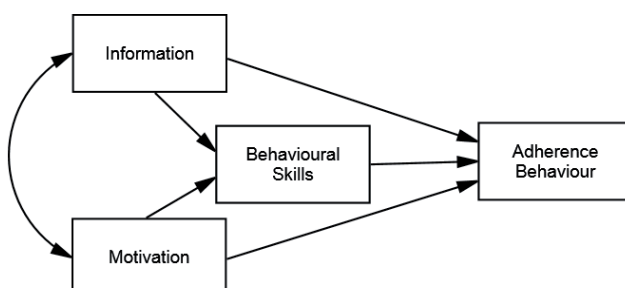 Information
Behavioural
Skills
Adherence
Behaviour
Motivation